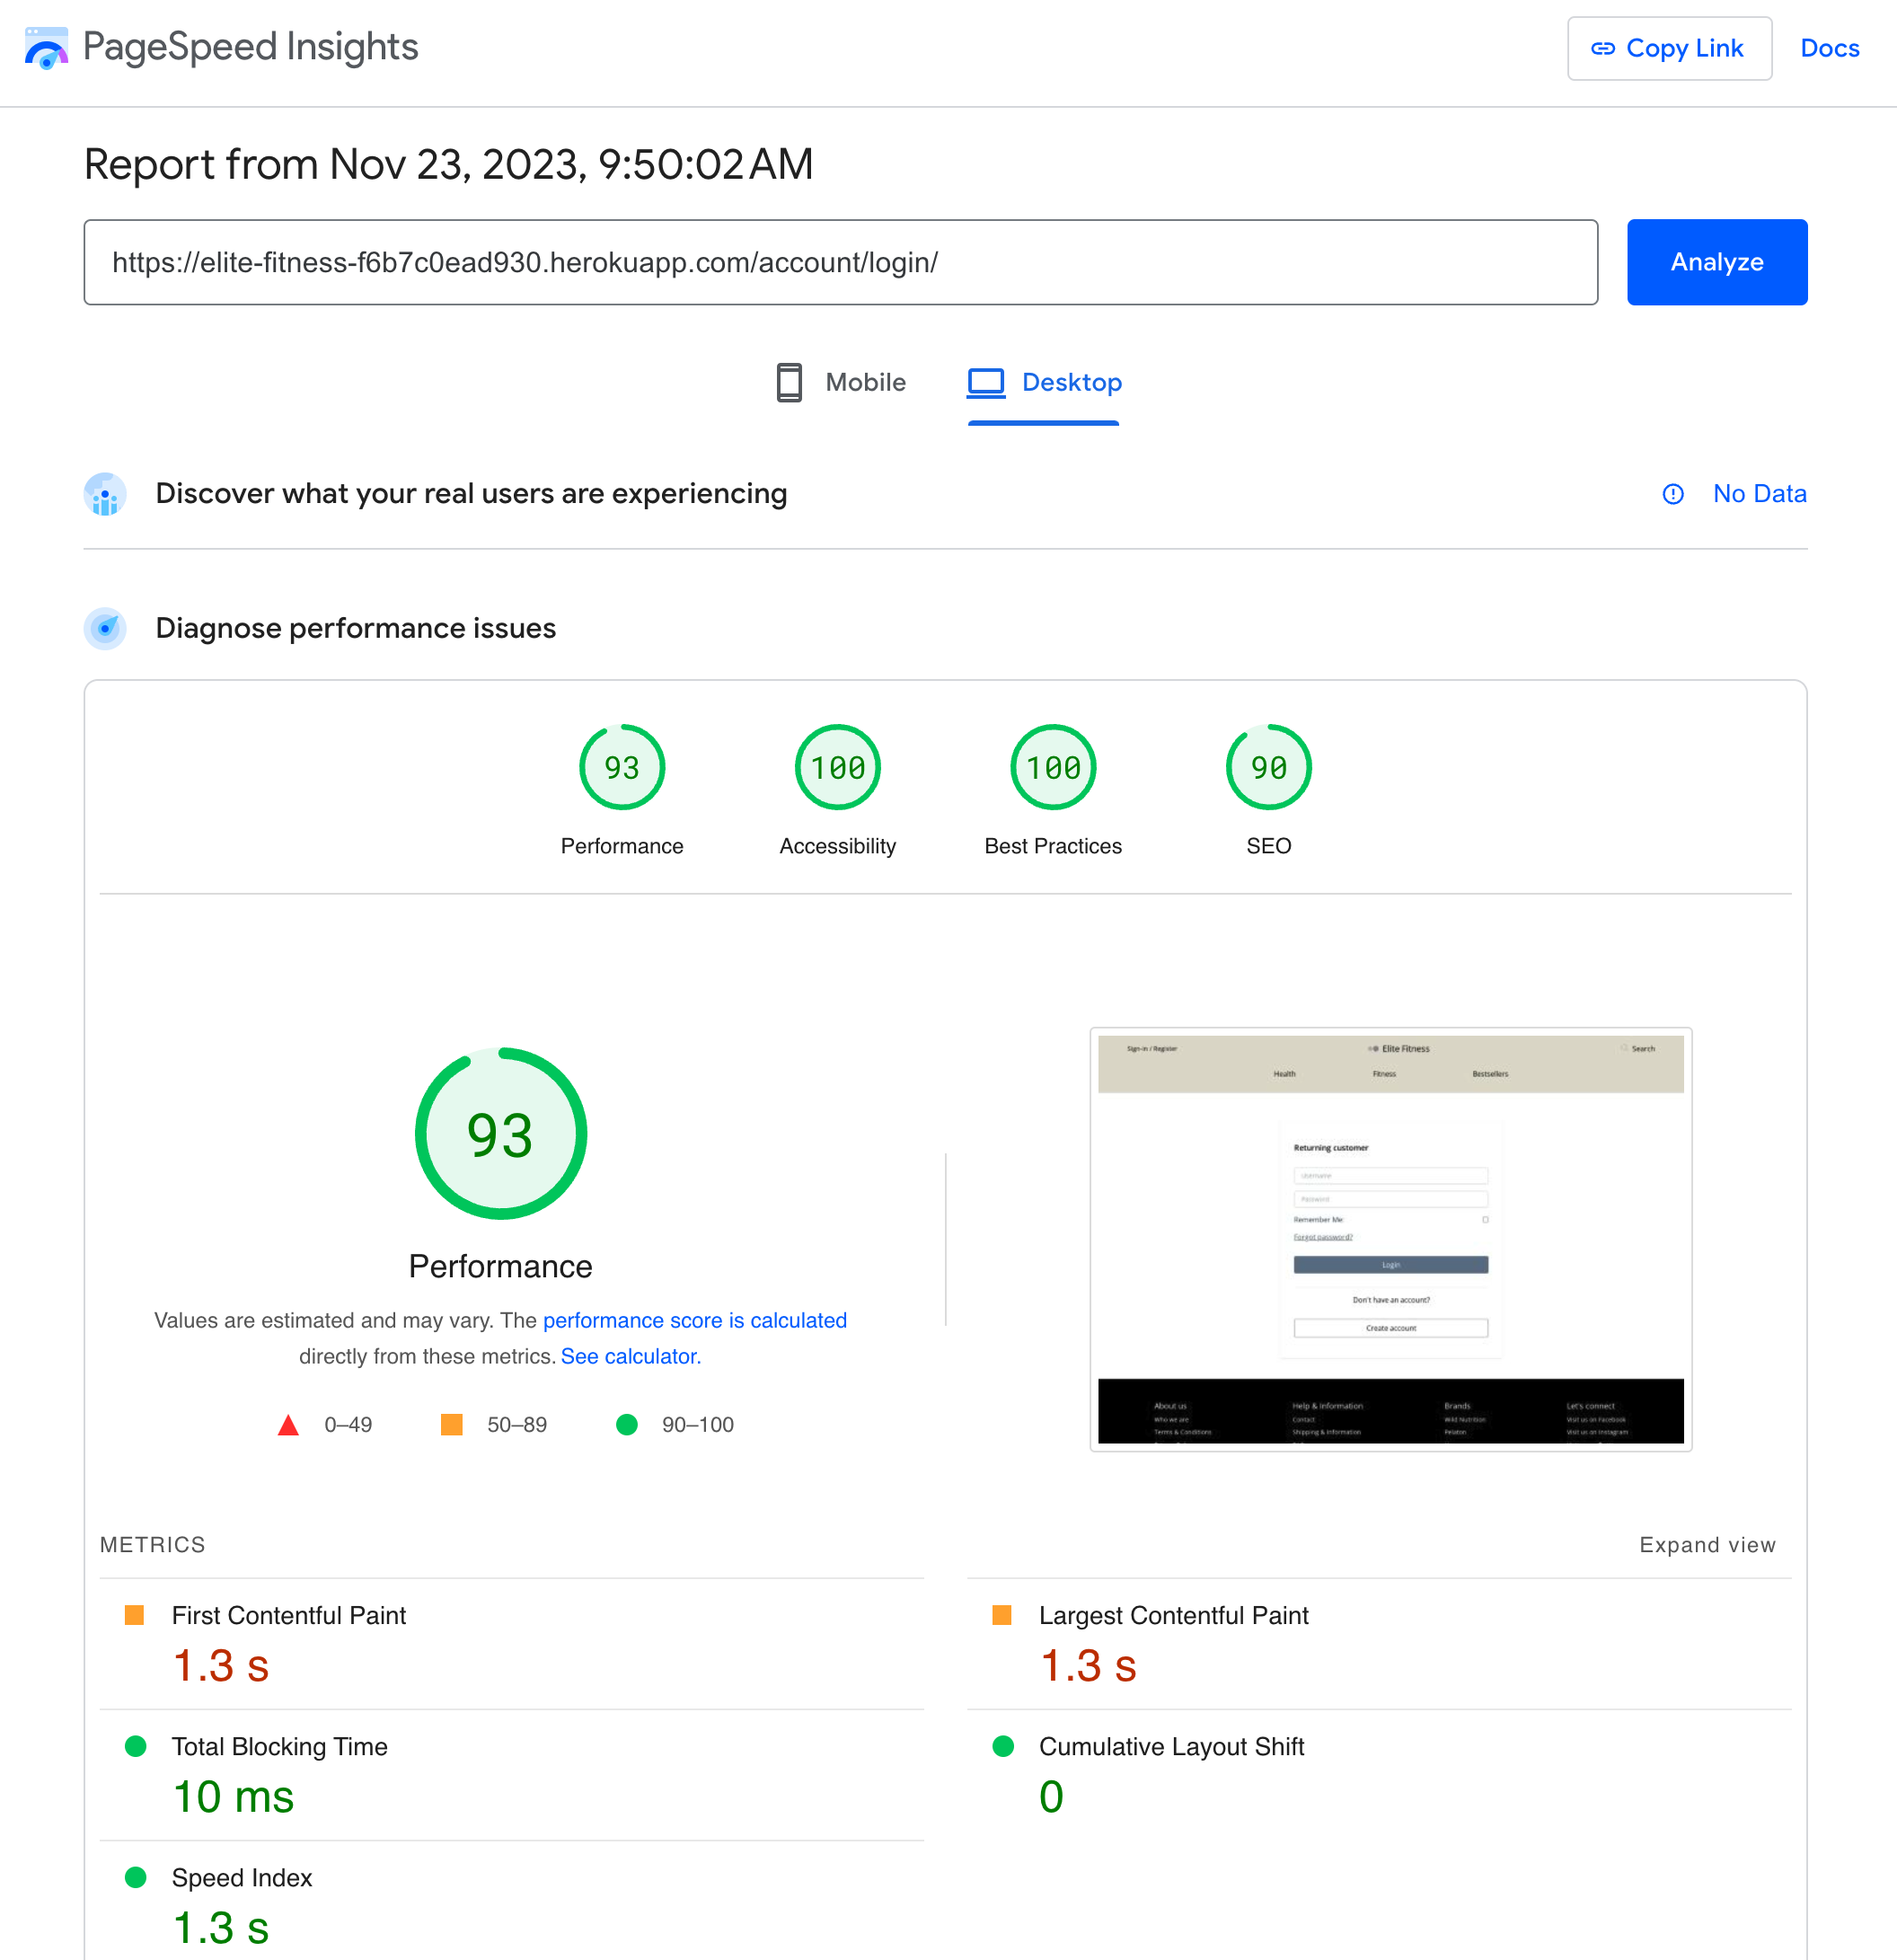 PageSpeed Insights
Copy Link
Docs
Report from Nov 23, 2023, 9:50:02 AM
https://elite-fitness-f6b7c0ead930.herokuapp.com/account/login/
Analyze
Mobile
Desktop
Discover what your real users are experiencing
No Data
Diagnose performance issues
93
100
100
90
Performance
Accessibility
Best Practices
SEO
93
Performance
Values are estimated and may vary. The performance score is calculated
directly from these metrics. See calculator.
0–49
50–89
90–100
Sign-in / Register
Elite Fitness
Search
Health
Fitness
Bestsellers
Returning customer
Username
Password
Remember Me:
Forgot password?
Login
Don't have an account?
Create account
About us
Help & Information
Brands
Let's connect
Who we are
Contact
Wild Nutrition
Visit us on Facebook
Terms & Conditions
Shipping & Information
Peloton
Visit us on Instagram
METRICS
Expand view
First Contentful Paint
1.3 s
Largest Contentful Paint
1.3 s
Total Blocking Time
10 ms
Cumulative Layout Shift
0
Speed Index
1.3 s